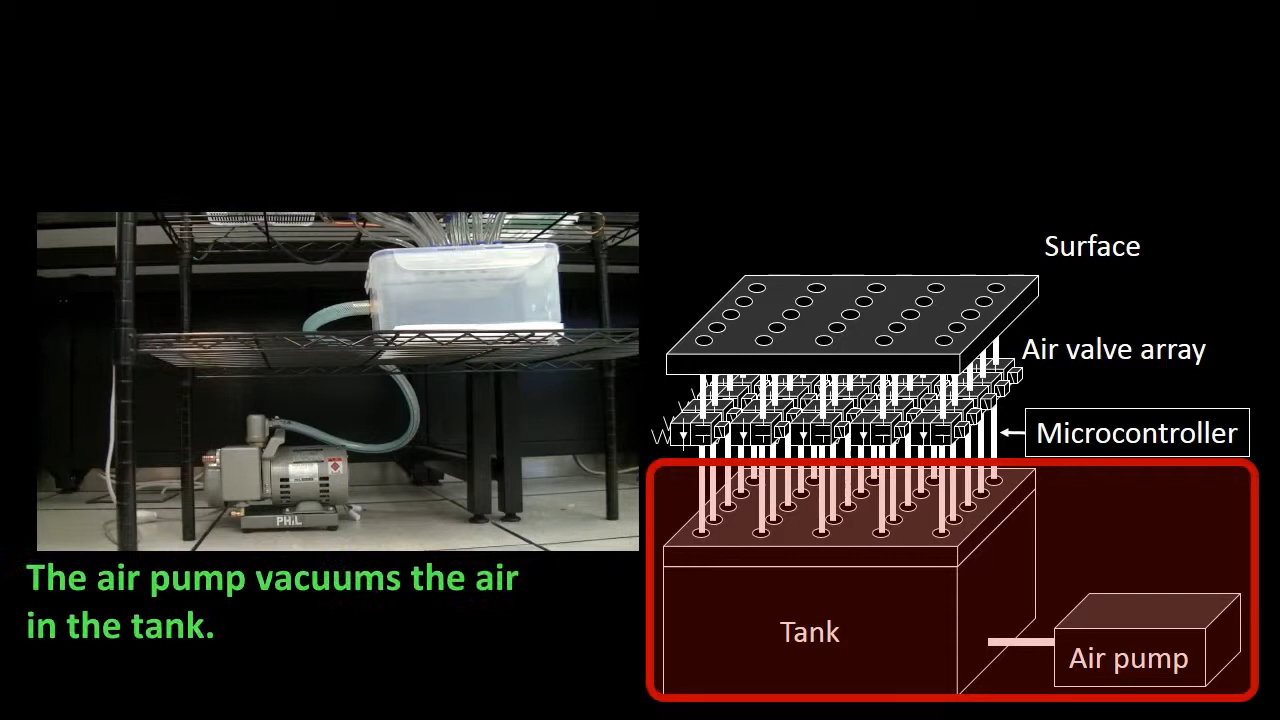 Surface
Air valve array
Microcontroller
PHIL
The air pump vacuums the air
in the tank.
Tank
Air pump